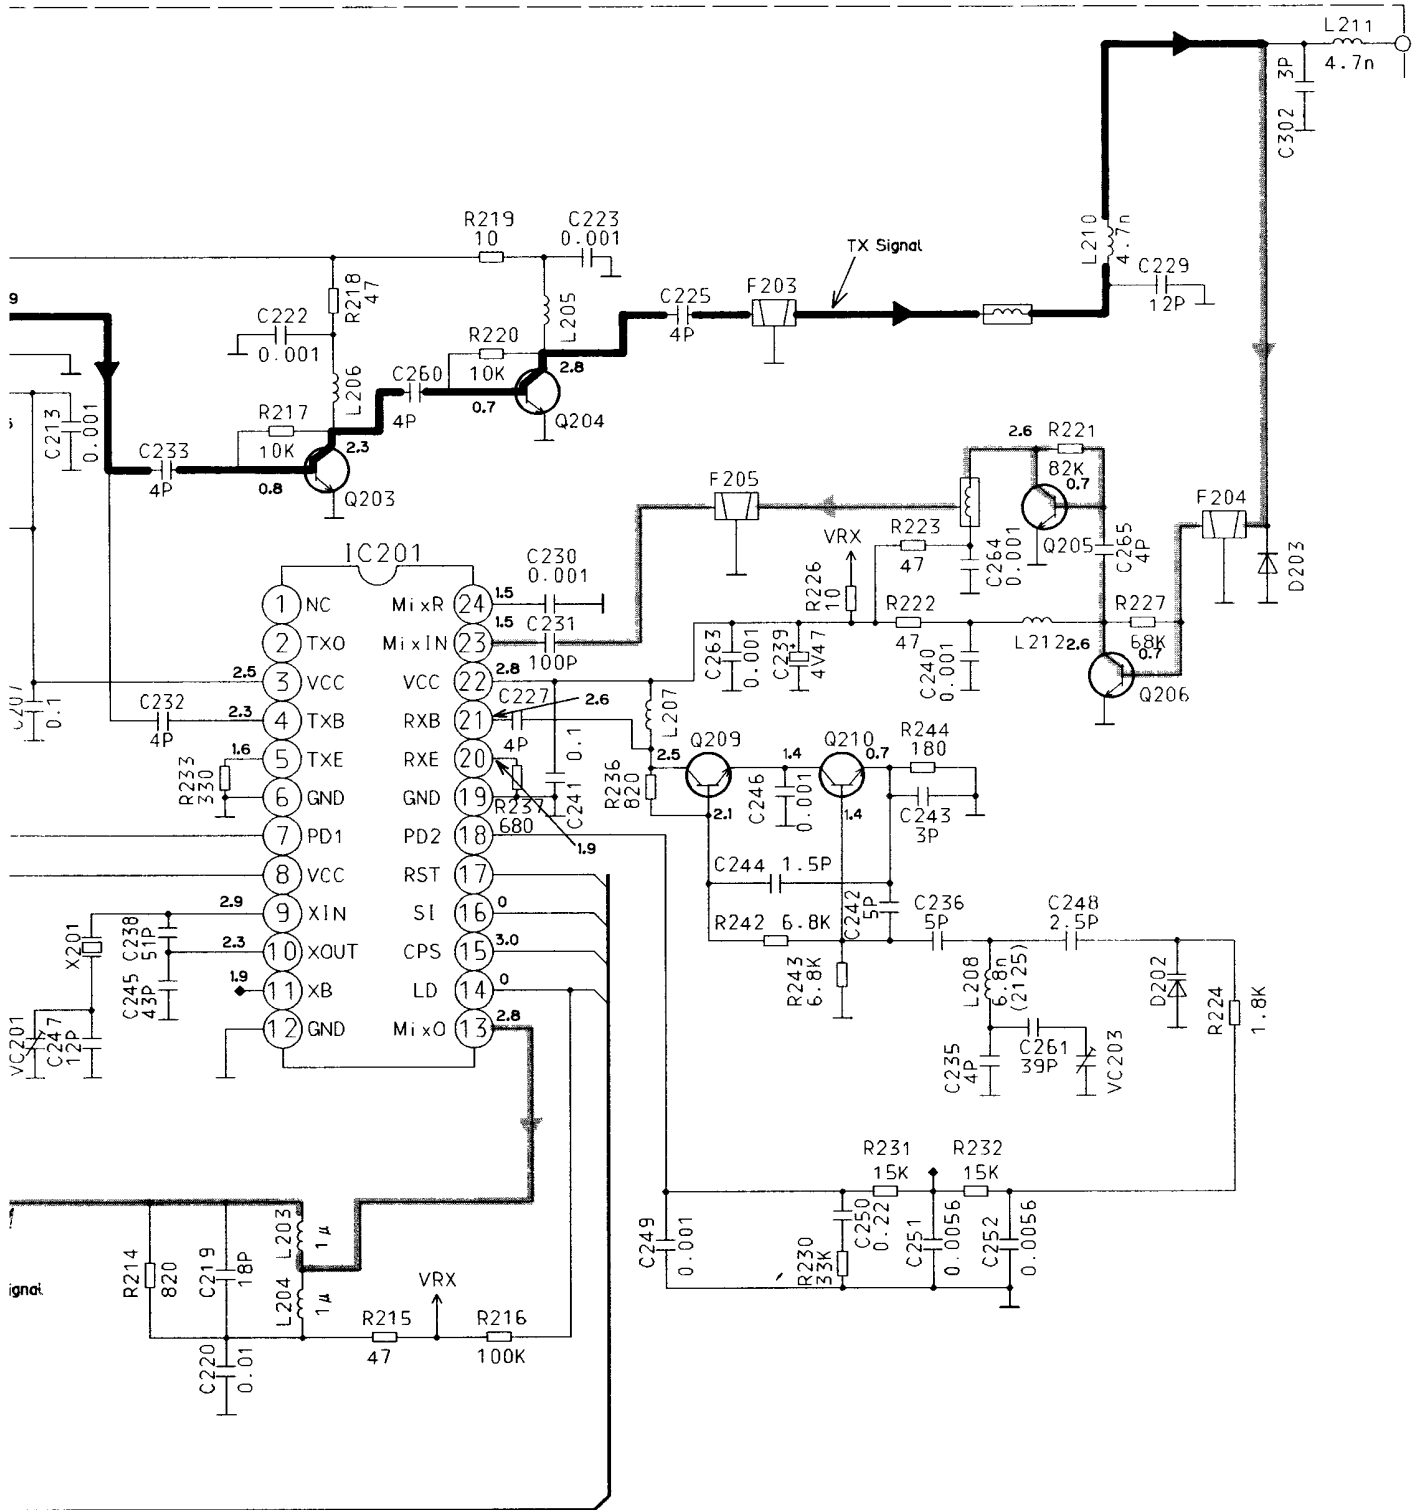 L211
4.7n
3P
C302
R219
10
C223
0.001
TX Signal
L210
4.7n
C229
12P
9
R218
47
L205
C225
4P
F203
C222
0.001
R220
10K
2.8
L206
C260
4P
0.7
Q204
C213
0.001
R217
10K
2.3
C233
4P
0.8
Q203
2.6
R221
82K
0.7
F205
F204
Q205
C265
4P
D203
VRX
R223
47
C264
0.001
IC201
C230
0.001
R226
10
1 NC
MixR 24
1.5
R222
47
R227
68K
0.7
2 TXO
MixIN 23
1.5
C231
100P
C263
0.001
C239
+
4V47
C240
0.001
L212
2.6
Q206
2.5
3 VCC
VCC 22
2.8
C207
0.1
C232
4P
2.3
4 TXB
RXB 21
C227
4P
2.6
L207
0.1
C241
1.6
5 TXE
RXE 20
R233
330
2.5
Q209
1.4
Q210
0.7
R244
180
6 GND
GND 19
R237
680
R236
820
2.1
C246
0.001
1.4
C243
3P
7 PD1
PD2 18
1.9
8 VCC
RST 17
C244
1.5P
C242
5P
2.9
9 XIN
SI 16
0
X201
C238
51P
R242
6.8K
C236
5P
C248
2.5P
2.3
10 XOUT
CPS 15
3.0
C245
43P
R243
6.8K
L208
6.8n
(2125)
D202
R224
1.8K
1.9
11 XB
LD 14
0
VC201
C247
12P
12 GND
MixO 13
2.8
C235
4P
C261
39P
VC203
R231
15K
R232
15K
C249
0.001
C250
0.22
R230
33K
C251
0.0056
C252
0.0056
L203
1μ
R214
820
C219
18P
L204
1μ
ignal
VRX
R215
47
R216
100K
C220
0.01